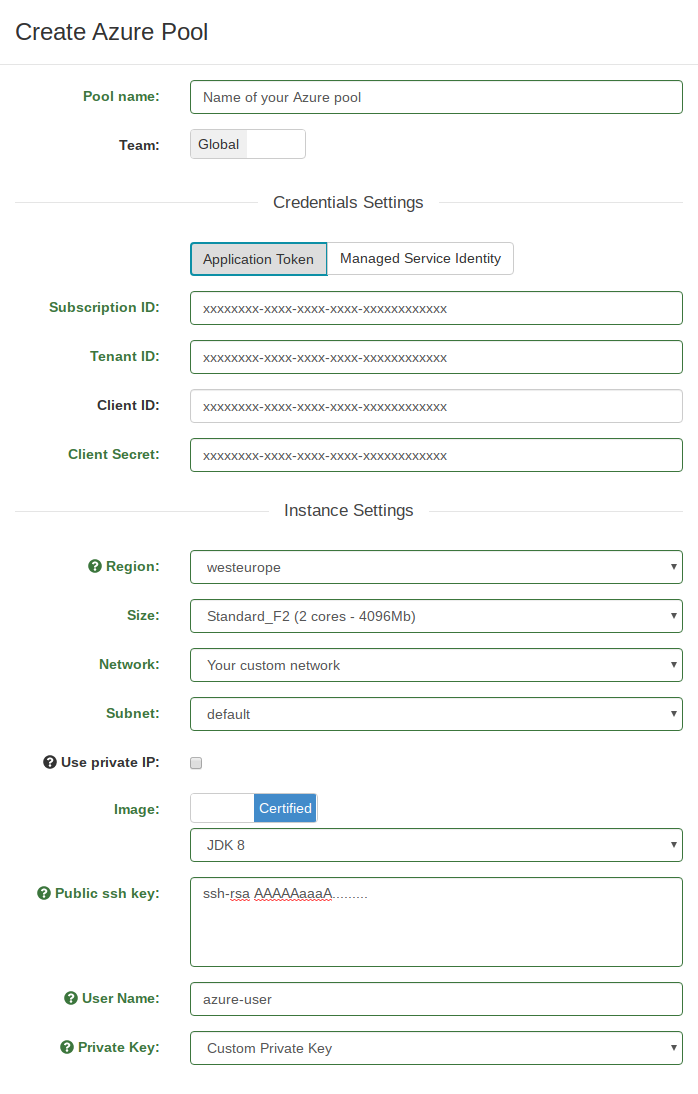 Create Azure Pool
Pool name: Name of your Azure pool
Team: Global
Credentials Settings
Application Token Managed Service Identity
Subscription ID: xxxxxxxx-xxxx-xxxx-xxxx-xxxxxxxxxxxx
Tenant ID: xxxxxxxx-xxxx-xxxx-xxxx-xxxxxxxxxxxx
Client ID: xxxxxxxx-xxxx-xxxx-xxxx-xxxxxxxxxxxx
Client Secret: xxxxxxxx-xxxx-xxxx-xxxx-xxxxxxxxxxxx
Instance Settings
Region: westeurope
Size: Standard_F2 (2 cores - 4096Mb)
Network: Your custom network
Subnet: default
Use private IP:
Image: Certified
JDK 8
Public ssh key: ssh-rsa AAAAAaaaA.........
User Name: azure-user
Private Key: Custom Private Key